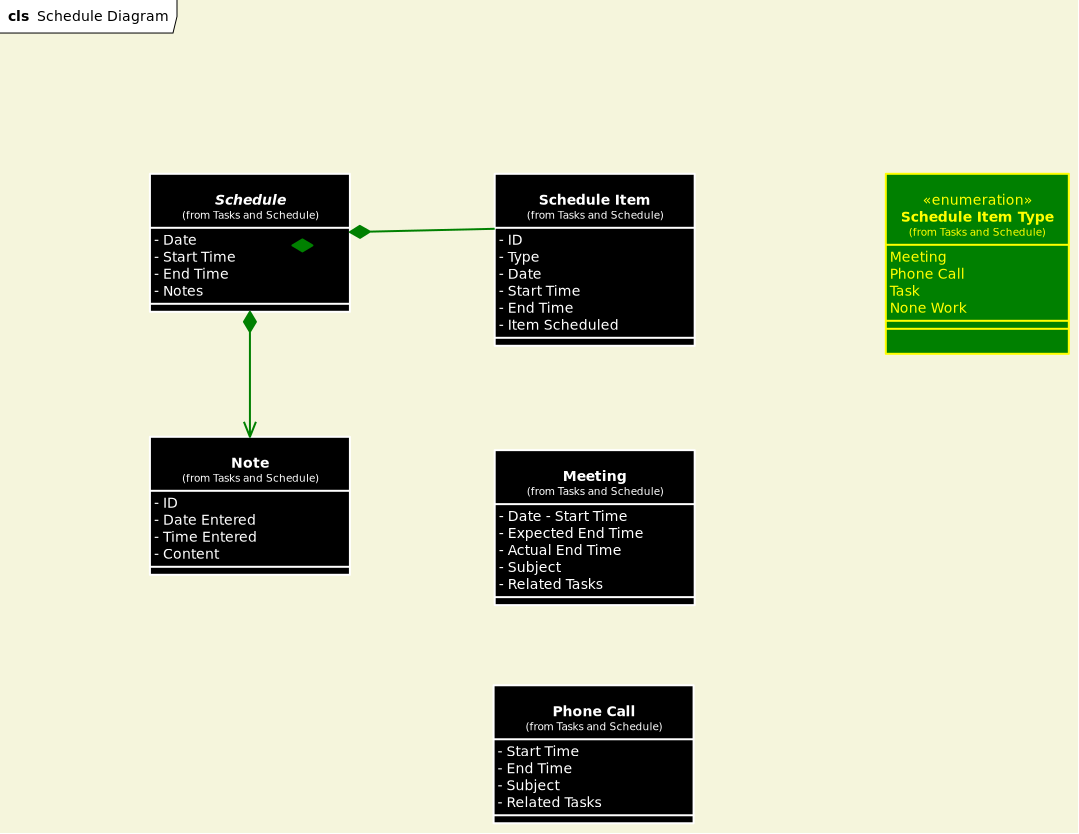 cls Schedule Diagram
Schedule
(from Tasks and Schedule)
- Date
- Start Time
- End Time
- Notes
Schedule Item
(from Tasks and Schedule)
- ID
- Type
- Date
- Start Time
- End Time
- Item Scheduled
«enumeration»
Schedule Item Type
(from Tasks and Schedule)
Meeting
Phone Call
Task
None Work
Note
(from Tasks and Schedule)
- ID
- Date Entered
- Time Entered
- Content
Meeting
(from Tasks and Schedule)
- Date - Start Time
- Expected End Time
- Actual End Time
- Subject
- Related Tasks
Phone Call
(from Tasks and Schedule)
- Start Time
- End Time
- Subject
- Related Tasks